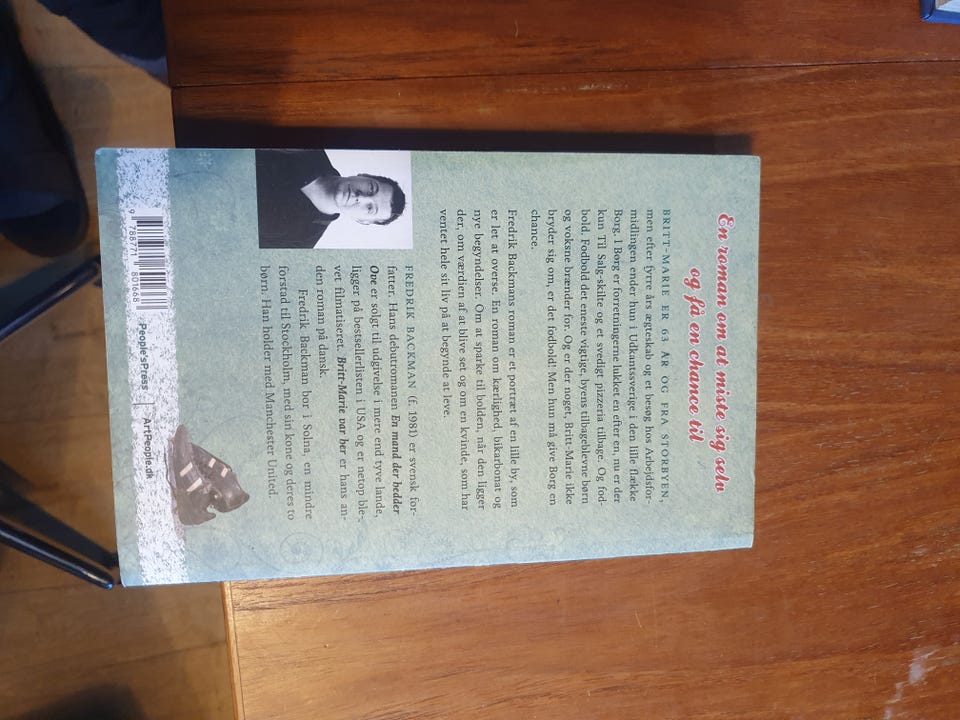 En roman om at miste sig selv
og få en chance til
BRITT-MARIE ER 63 ÅR OG FRA STORBYEN,
men efter fyrre års ægteskab og et besøg hos Arbejdsfor-
midlingen ender hun i Udkantssverige i den lille flække
Borg. I Borg er forretningerne lukket en efter en, nu er der
kun Til Salg-skilte og et svedigt pizzeria tilbage. Og fod-
bold. Fodbold det eneste vigtige, byens tilbageblevne børn
og voksne brænder for. Og er der noget, Britt-Marie ikke
bryder sig om, er det fodbold! Men hun må give Borg en
chance.
Fredrik Backmans roman er et portræt af en lille by, som
er let at overse. En roman om kærlighed, bikarbonat og
nye begyndelser. Om at sparke til bolden, når den ligger
der, om værdien af at blive set og om en kvinde, som har
ventet hele sit liv på at begynde at leve.
FREDRIK BACKMAN (f. 1981) er svensk for-
fatter. Hans debutromanen En mand der hedder
Ove er solgt til udgivelse i mere end tyve lande,
ligger på bestsellerlisten i USA og er netop ble-
vet filmatiseret. Britt-Marie var her er hans an-
den roman på dansk.
Fredrik Backman bor i Solna, en mindre
forstad til Stockholm, med sin kone og deres to
børn. Han holder med Manchester United.
9 788771 801668
People'sPress | ArtPeople.dk